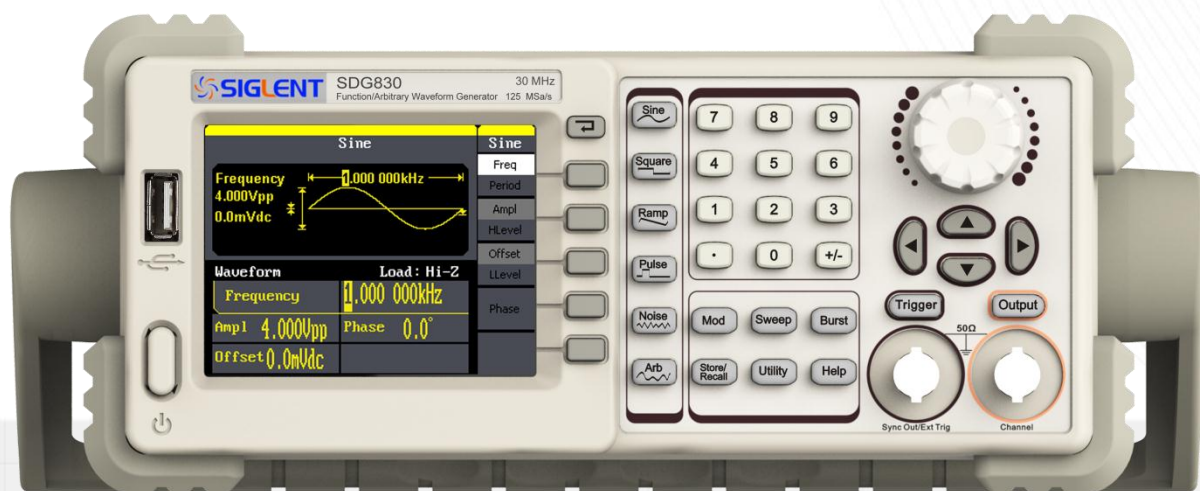 SIGLENT
SDG830
30 MHz
Function/Arbitrary Waveform Generator 125 MSa/s
Sine
Sine
Frequency
1.000 000kHz
4.000Vpp
0.0mVdc
Freq
Period
Ampl
HLevel
Offset
LLevel
Phase
Waveform
Load: Hi-Z
Frequency
1.000 000kHz
Ampl 4.000Vpp
Phase 0.0°
Offset 0.0mVdc
Sine
Square
Ramp
Pulse
Noise
Arb
7 8 9
4 5 6
1 2 3
. 0 +/-
Mod Sweep Burst
Store/
Recall
Utility Help
Trigger
Output
50Ω
Sync Out/Ext Trig
Channel